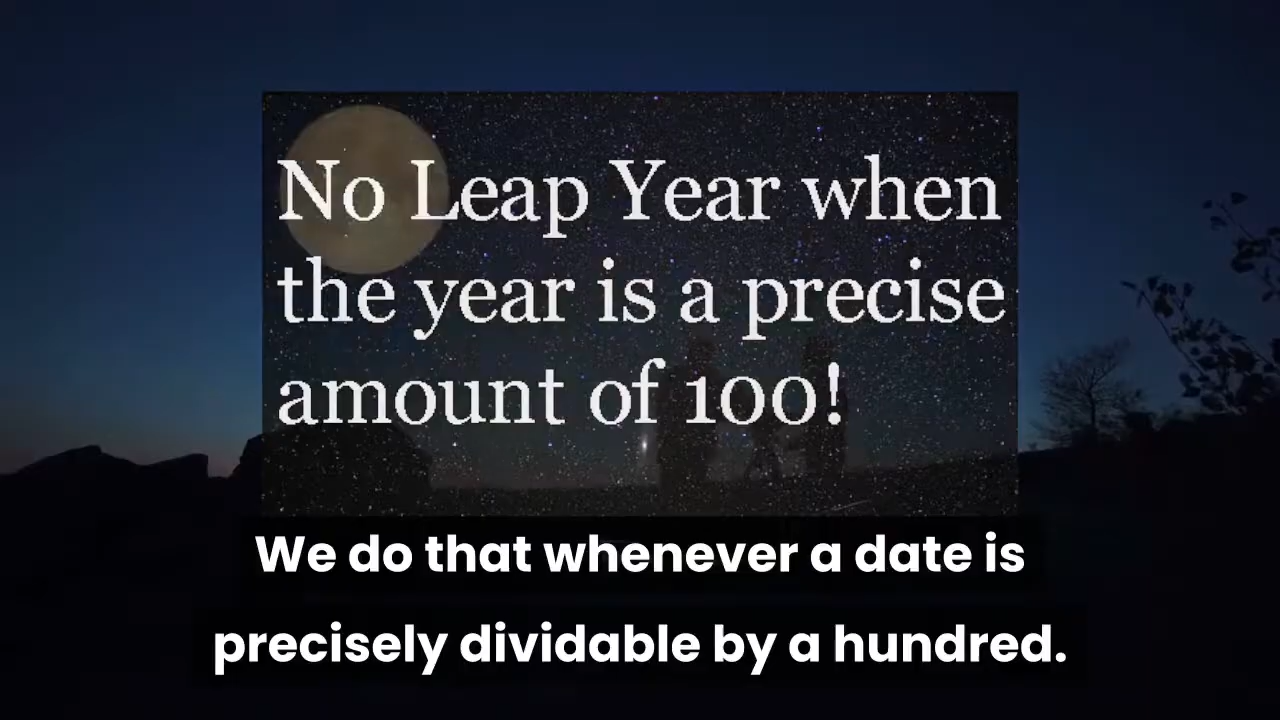 No Leap Year when
the year is a precise
amount of 100!
We do that whenever a date is
precisely dividable by a hundred.